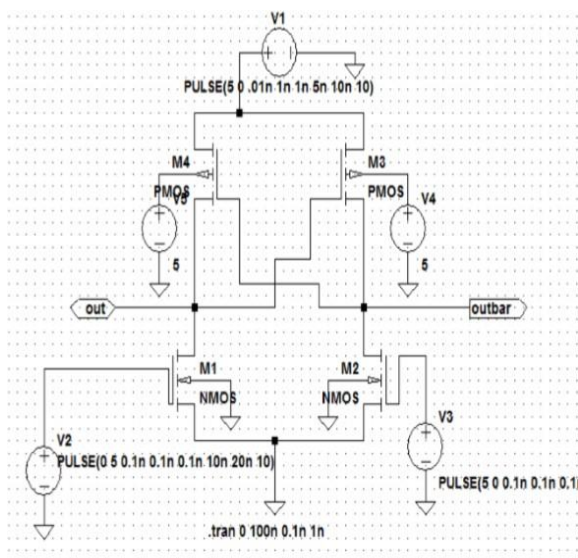 V1
PULSE(5 0 .01n 1n 1n 5n 10n 10)
M4
M3
PMOS
PMOS
V4
5
5
out
outbar
M1
M2
NMOS
NMOS
V2
V3
PULSE(0 5 0.1n 0.1n 0.1n 10n 20n 10)
PULSE(5 0 0.1n 0.1n 0.1
.tran 0 100n 0.1n 1n